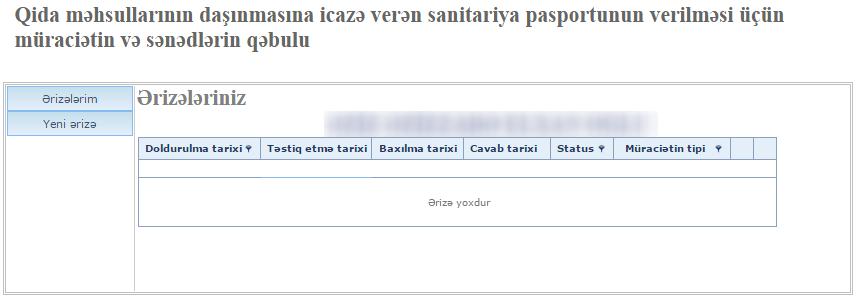 Qida məhsullarının daşınmasına icazə verən sanitariya pasportunun verilməsi üçün
müraciətin və sənədlərin qəbulu
Ərizələrim
Yeni ərizə
Ərizələriniz
Doldurulma tarixi Təstiq etmə tarixi Baxılma tarixi Cavab tarixi Status Müraciətin tipi
Ərizə yoxdur